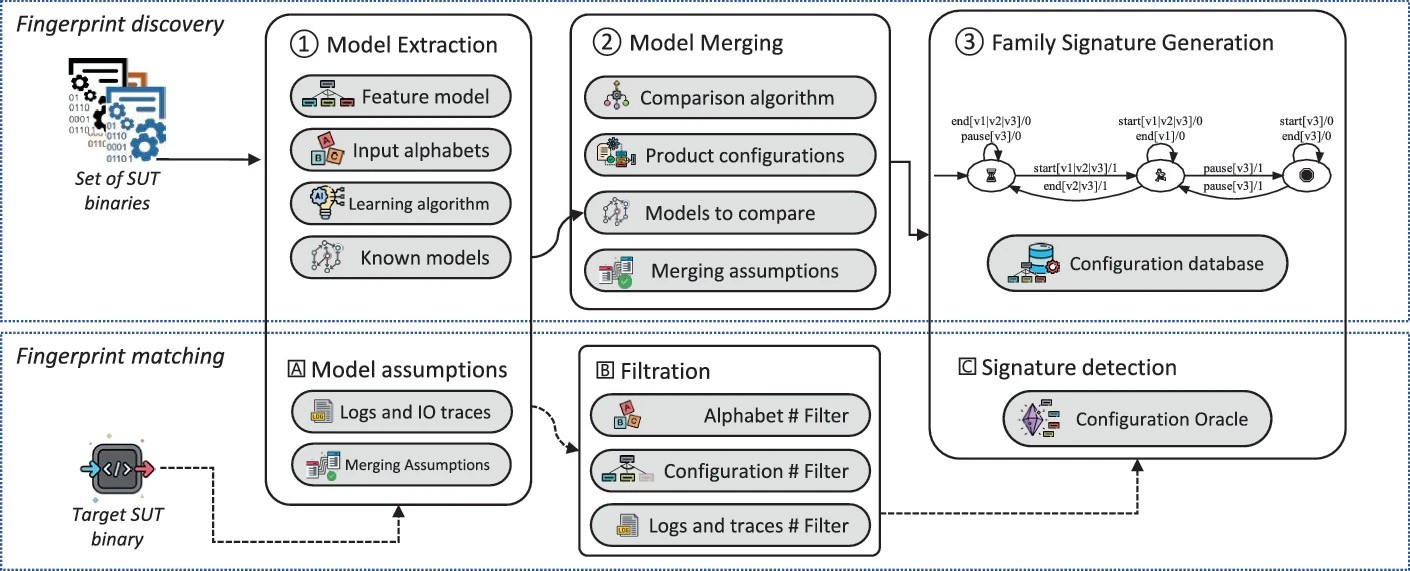 Fingerprint discovery
Set of SUT
binaries
① Model Extraction
Feature model
Input alphabets
Learning algorithm
Known models
② Model Merging
Comparison algorithm
Product configurations
Models to compare
Merging assumptions
③ Family Signature Generation
end[v1|v2|v3]/0
pause[v3]/0
start[v1|v2|v3]/0
end[v1]/0
start[v3]/0
end[v3]/0
start[v1|v2|v3]/1
end[v2|v3]/1
pause[v3]/1
pause[v3]/1
Configuration database
Fingerprint matching
Target SUT
binary
A Model assumptions
Logs and IO traces
Merging Assumptions
B Filtration
Alphabet # Filter
Configuration # Filter
Logs and traces # Filter
C Signature detection
Configuration Oracle